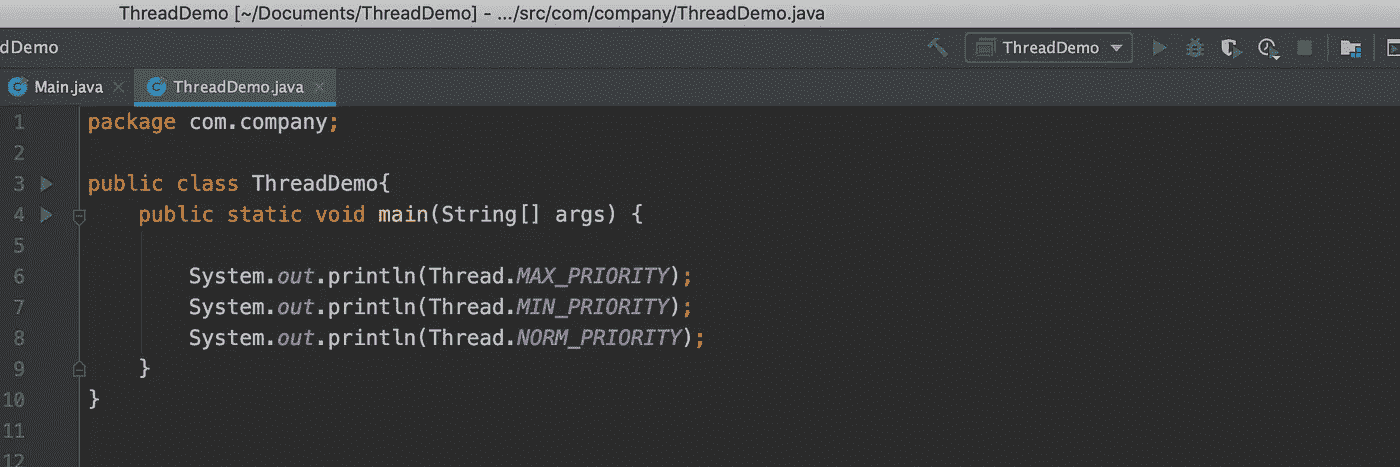 ThreadDemo [~/Documents/ThreadDemo] - .../src/com/company/ThreadDemo.java
dDemo ThreadDemo
Main.java ThreadDemo.java
1 package com.company;
2
3 public class ThreadDemo{
4     public static void main(String[] args) {
5
6         System.out.println(Thread.MAX_PRIORITY);
7         System.out.println(Thread.MIN_PRIORITY);
8         System.out.println(Thread.NORM_PRIORITY);
9     }
10 }
11
12